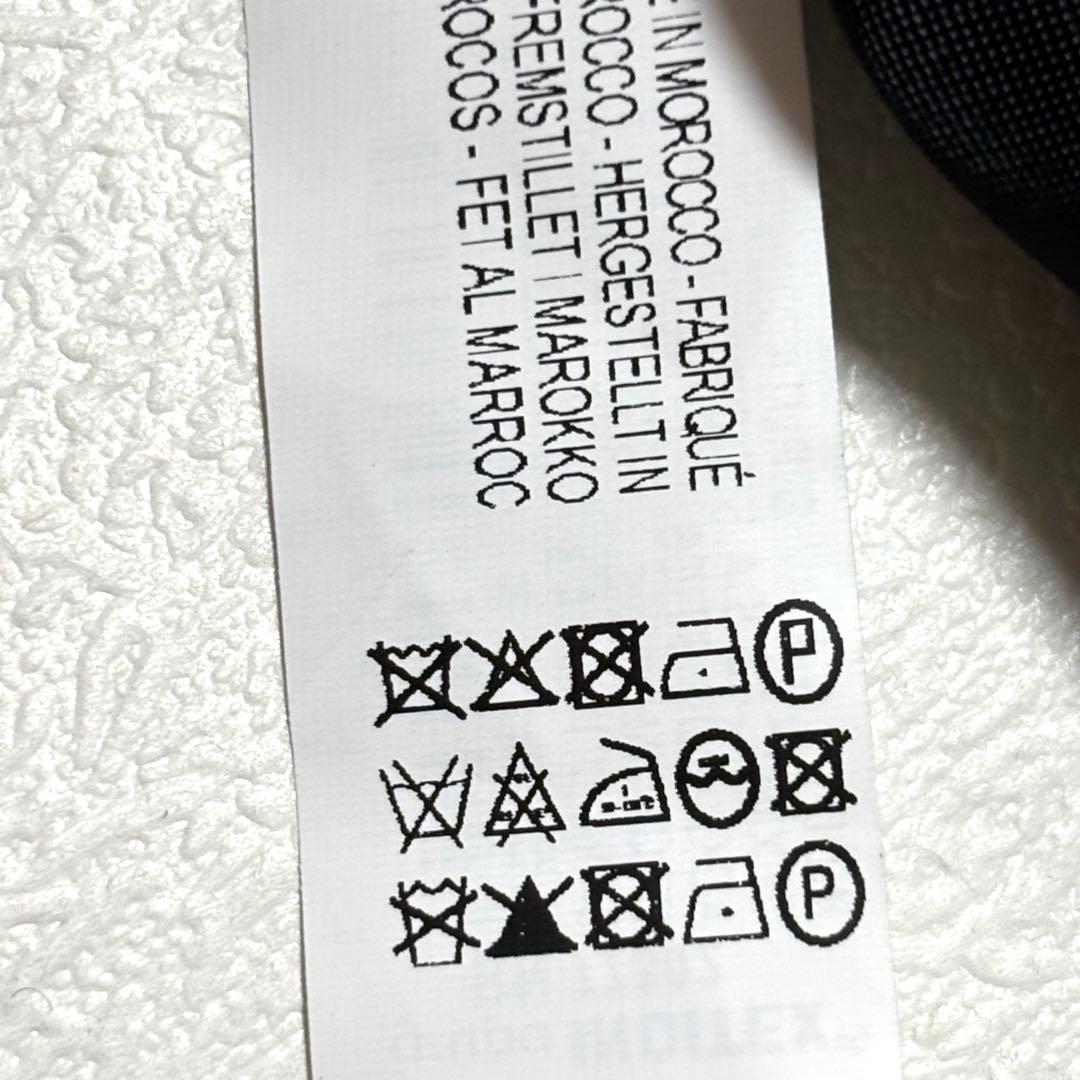 IN MOROCCO - FABRIQUÉ
ROCCO - HERGESTELLT IN
FREMSTILLET I MAROKKO
ROCOS - FET AL MARROC
P
P